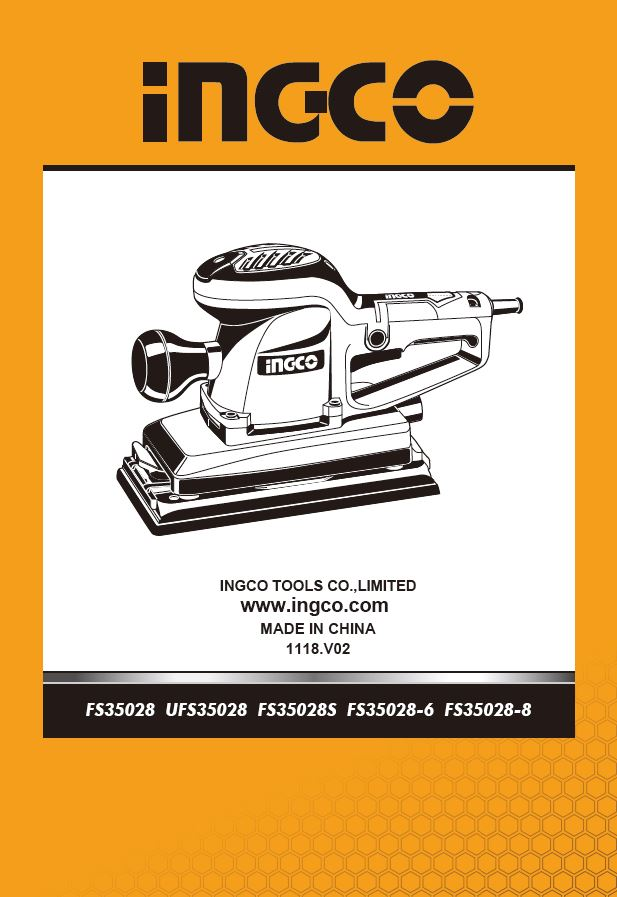 INGCO
INGCO
INGCO
INGCO TOOLS CO.,LIMITED
www.ingco.com
MADE IN CHINA
1118.V02
FS35028 UFS35028 FS35028S FS35028-6 FS35028-8